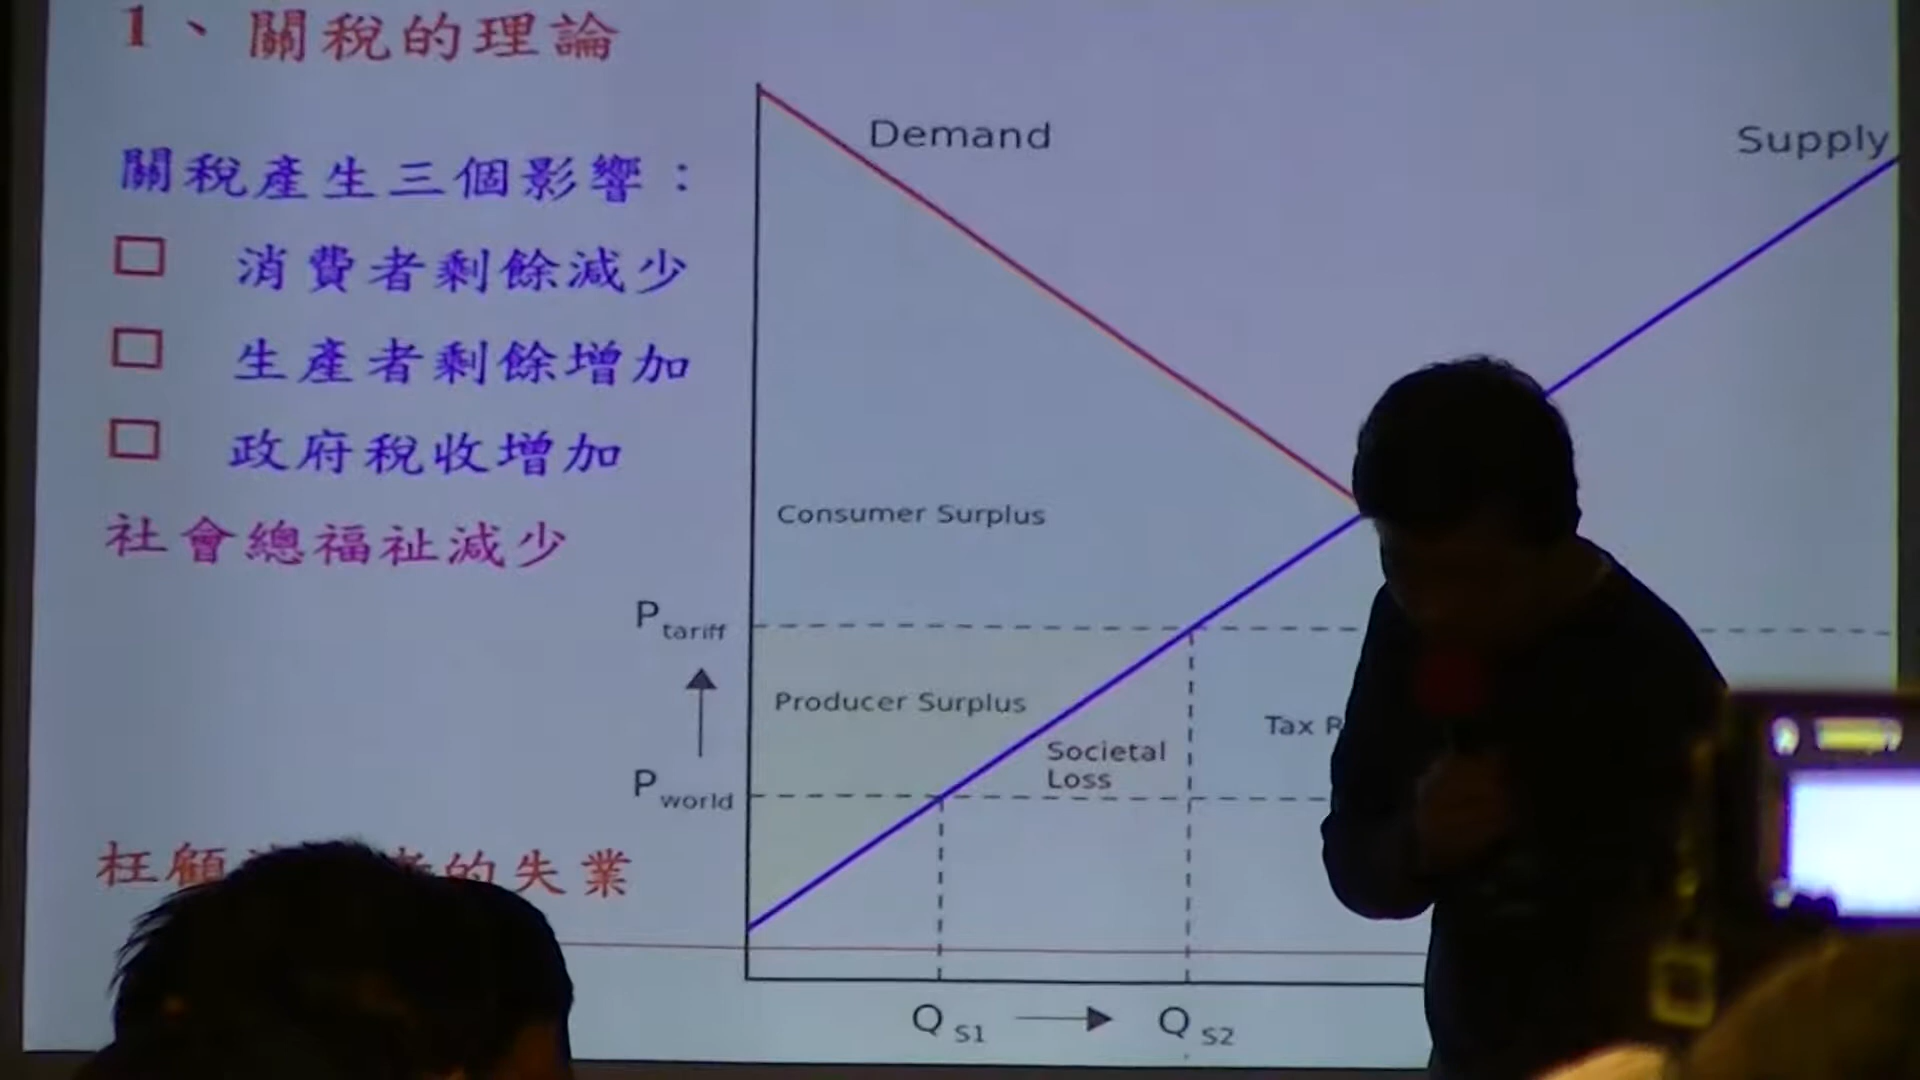 1、關稅的理論
關稅產生三個影響：
消費者剩餘減少
生產者剩餘增加
政府稅收增加
社會總福祉減少
枉顧 的失業
Demand
Supply
Consumer Surplus
P tariff
Producer Surplus
Societal
Loss
Tax
P world
Q S1
Q S2